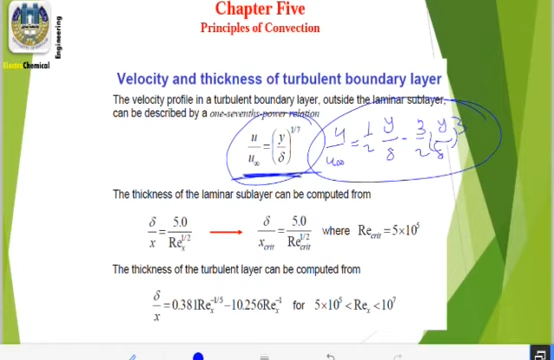 Chapter Five
Principles of Convection
Engineering
ElectroChemical
Velocity and thickness of turbulent boundary layer
The velocity profile in a turbulent boundary layer, outside the laminar sublayer,
can be described by a one-sevenths-power relation
u/u∞ = (y/δ)^1/7
u/u∞ = 1/2 y/δ - 3/2 (y/δ)^3
The thickness of the laminar sublayer can be computed from
δ/x = 5.0/Re_x^1/2 → δ/x_crit = 5.0/Re_crit^1/2 where Re_crit = 5×10^5
The thickness of the turbulent layer can be computed from
δ/x = 0.381Re_x^-1/5 − 10.256Re_x^-1 for 5×10^5 < Re_x < 10^7